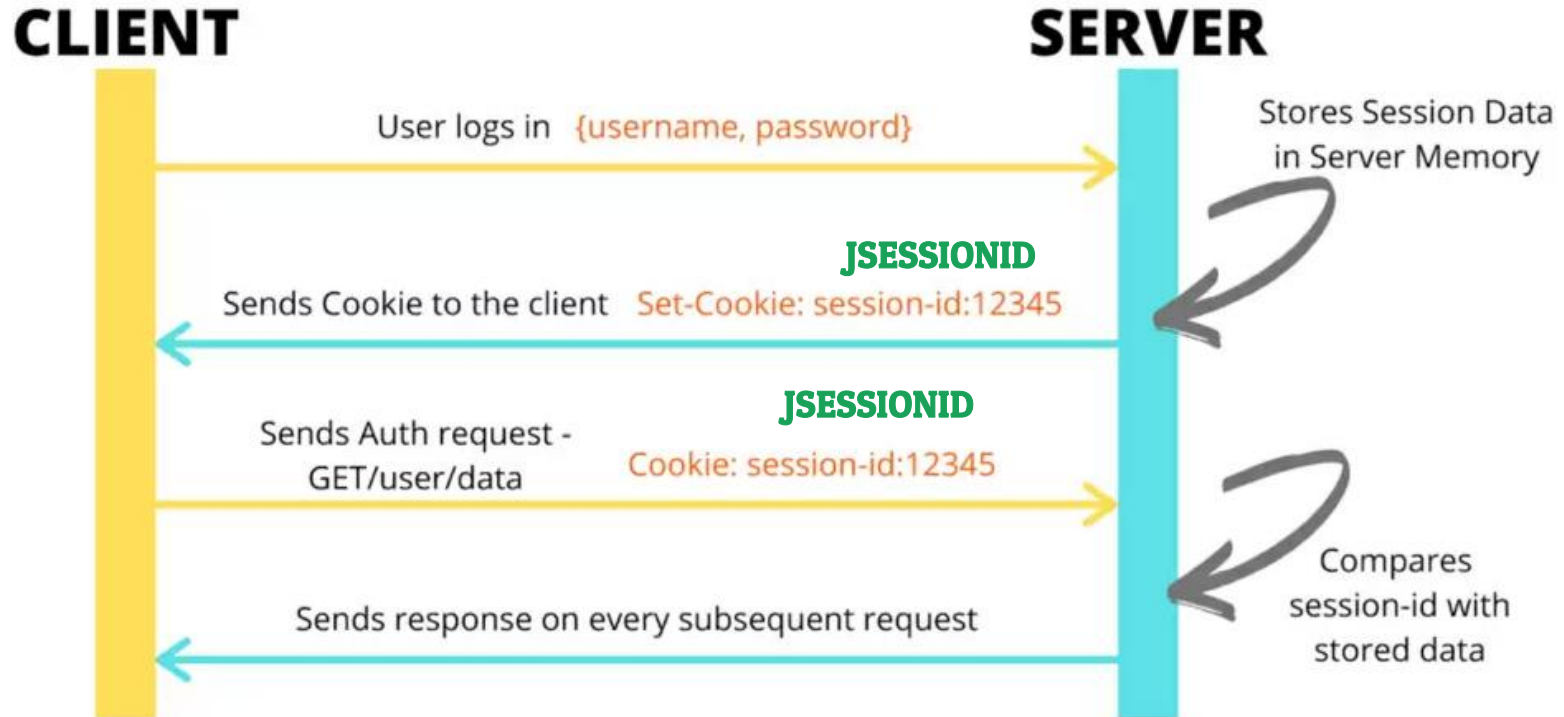 CLIENT
SERVER
User logs in {username, password}
Stores Session Data
in Server Memory
JSESSIONID
Sends Cookie to the client Set-Cookie: session-id:12345
JSESSIONID
Sends Auth request -
GET/user/data
Cookie: session-id:12345
Compares
session-id with
stored data
Sends response on every subsequent request